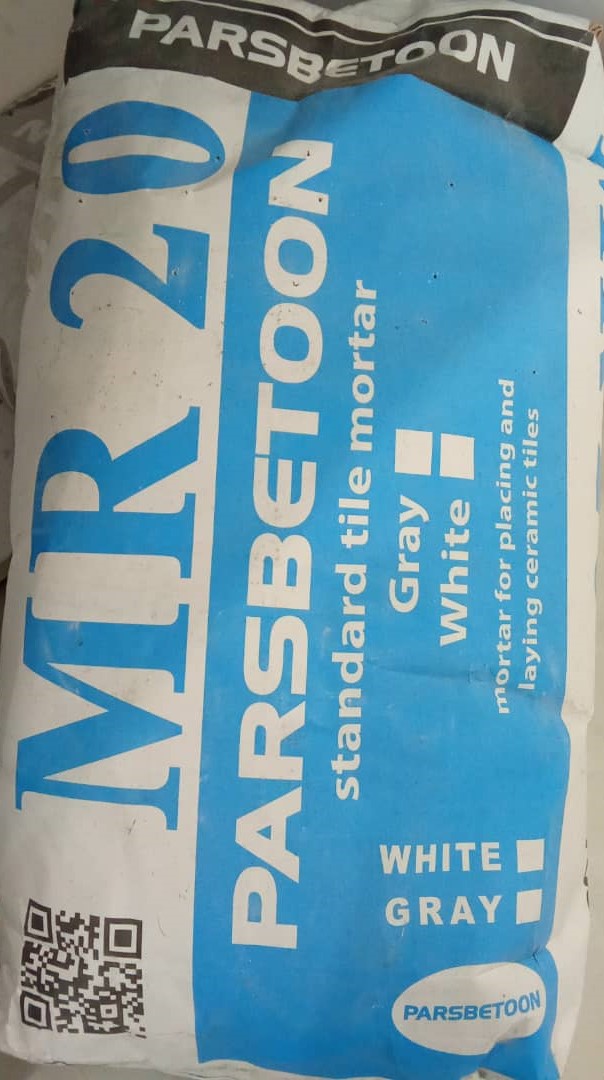 PARSBETOON
MR 20
PARSBETOON
standard tile mortar
Gray
White
mortar for placing and
laying ceramic tiles
WHITE
GRAY
PARSBETOON